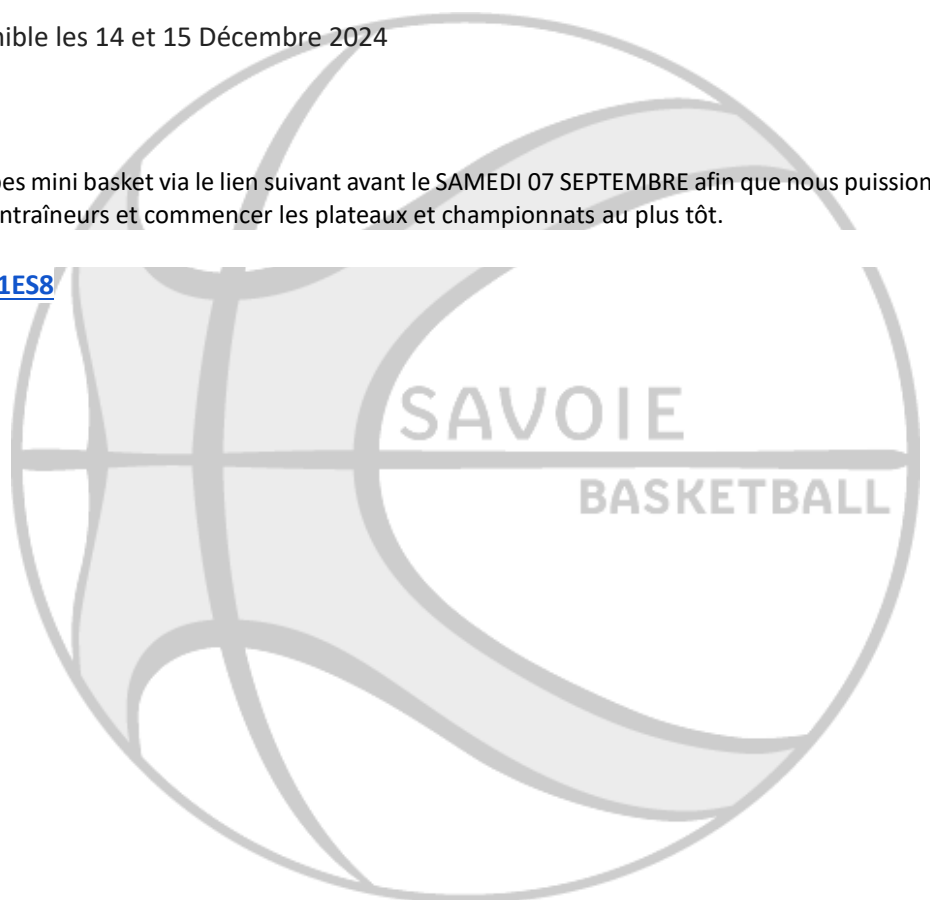 nible les 14 et 15 Décembre 2024
pes mini basket via le lien suivant avant le SAMEDI 07 SEPTEMBRE afin que nous puission
ntraîneurs et commencer les plateaux et championnats au plus tôt.
1ES8
SAVOIE
BASKETBALL